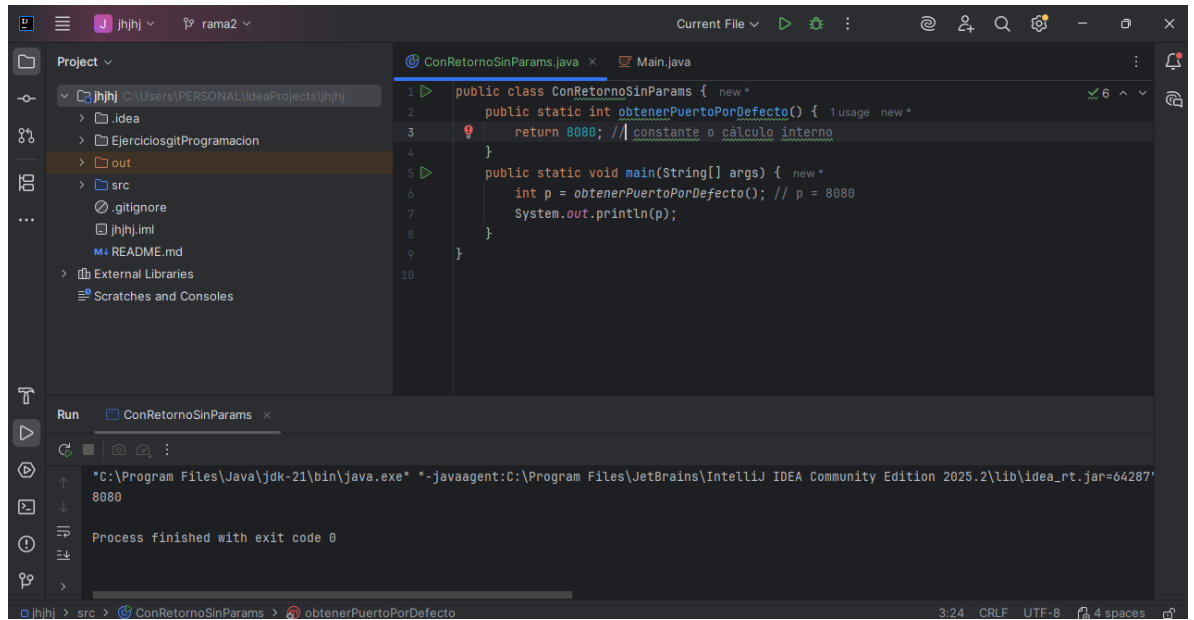 J jhjhj rama2 Current File
Project
ConRetornoSinParams.java Main.java
jhjhj C:\Users\PERSONAL\IdeaProjects\jhjhj
.idea
EjerciciosgitProgramacion
out
src
.gitignore
jhjhj.iml
M↓ README.md
External Libraries
Scratches and Consoles
1 public class ConRetornoSinParams { new *
2 public static int obtenerPuertoPorDefecto() { 1 usage new *
3 return 8080; // constante o cálculo interno
4 }
5 public static void main(String[] args) { new *
6 int p = obtenerPuertoPorDefecto(); // p = 8080
7 System.out.println(p);
8 }
9 }
10
6
Run ConRetornoSinParams
"C:\Program Files\Java\jdk-21\bin\java.exe" "-javaagent:C:\Program Files\JetBrains\IntelliJ IDEA Community Edition 2025.2\lib\idea_rt.jar=64287"
8080
Process finished with exit code 0
jhjhj > src > ConRetornoSinParams > obtenerPuertoPorDefecto 3:24 CRLF UTF-8 4 spaces